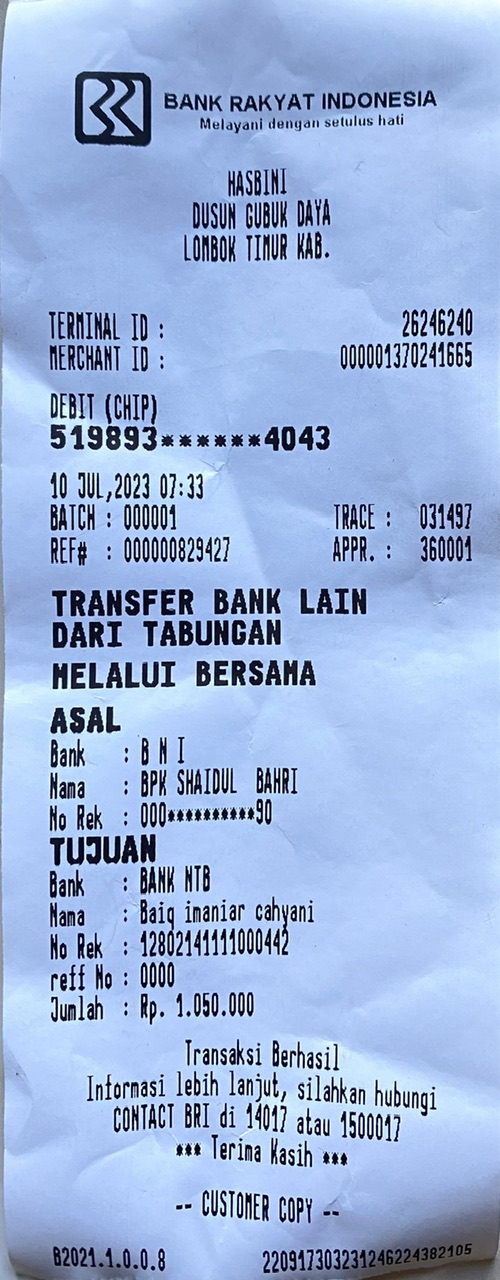 BANK RAKYAT INDONESIA
Melayani dengan setulus hati
HASBINI
DUSUN GUBUK DAYA
LOMBOK TIMUR KAB.
TERMINAL ID : 26246240
MERCHANT ID : 000001370241665
DEBIT (CHIP)
519893******4043
10 JUL,2023 07:33
BATCH : 000001 TRACE : 031497
REF# : 000000829427 APPR. : 360001
TRANSFER BANK LAIN
DARI TABUNGAN
MELALUI BERSAMA
ASAL
Bank : B N I
Nama : BPK SHAIDUL BAHRI
No Rek : 000**********90
TUJUAN
Bank : BANK NTB
Nama : Baiq imaniar cahyani
No Rek : 12802141111000442
reff No : 0000
Jumlah : Rp. 1.050.000
Transaksi Berhasil
Informasi lebih lanjut, silahkan hubungi
CONTACT BRI di 14017 atau 1500017
*** Terima Kasih ***
-- CUSTOMER COPY --
B2021.1.0.0.8 220917303231246224382105